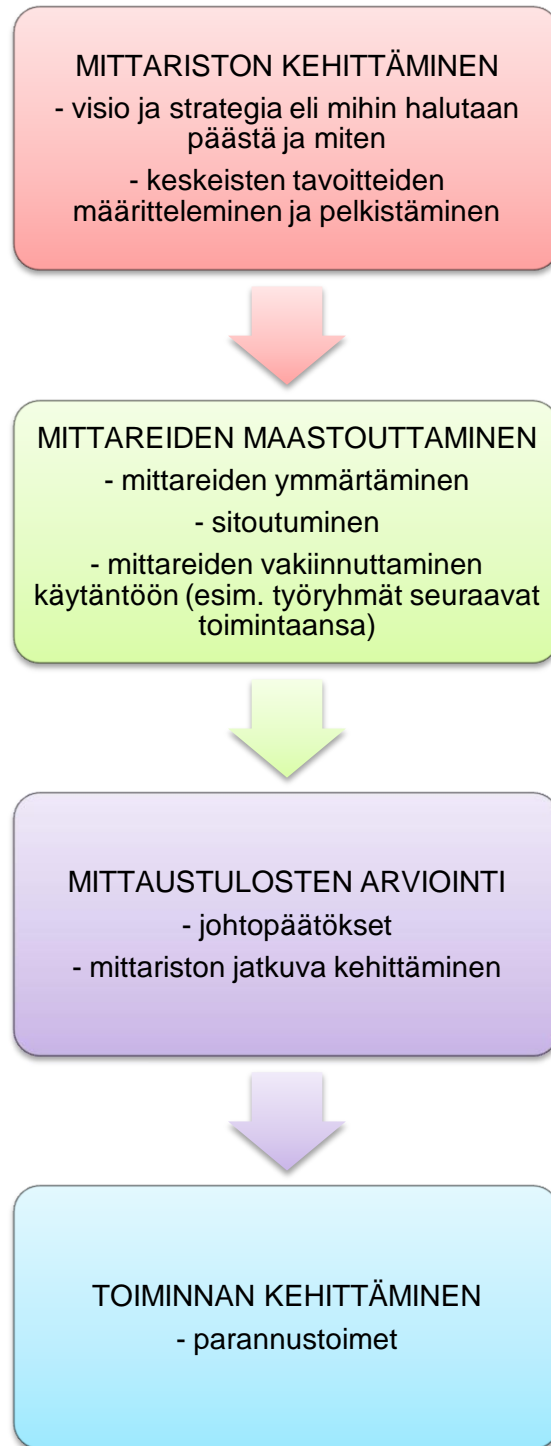 MITTARISTON KEHITTÄMINEN
- visio ja strategia eli mihin halutaan
päästä ja miten
- keskeisten tavoitteiden
määritteleminen ja pelkistäminen
MITTAREIDEN MAASTOUTTAMINEN
- mittareiden ymmärtäminen
- sitoutuminen
- mittareiden vakiinnuttaminen
käytäntöön (esim. työryhmät seuraavat
toimintaansa)
MITTAUSTULOSTEN ARVIOINTI
- johtopäätökset
- mittariston jatkuva kehittäminen
TOIMINNAN KEHITTÄMINEN
- parannustoimet